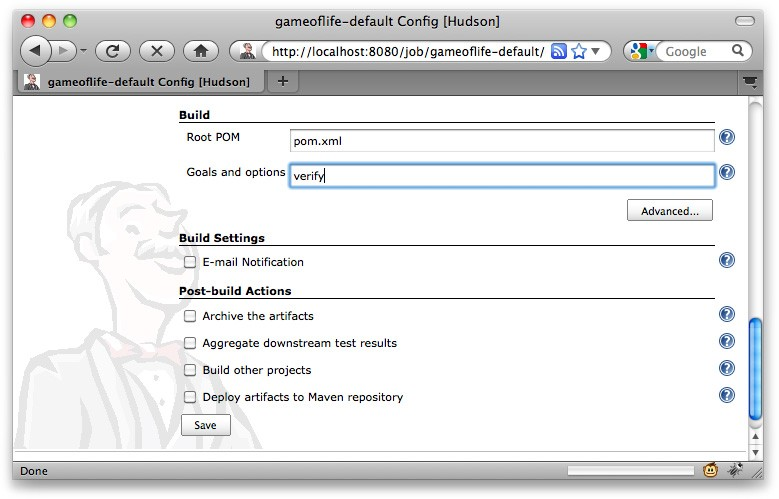 gameoflife-default Config [Hudson]
http://localhost:8080/job/gameoflife-default/
Google
gameoflife-default Config [Hudson]
Build
Root POM
pom.xml
Goals and options
verify
Advanced...
Build Settings
E-mail Notification
Post-build Actions
Archive the artifacts
Aggregate downstream test results
Build other projects
Deploy artifacts to Maven repository
Save
Done